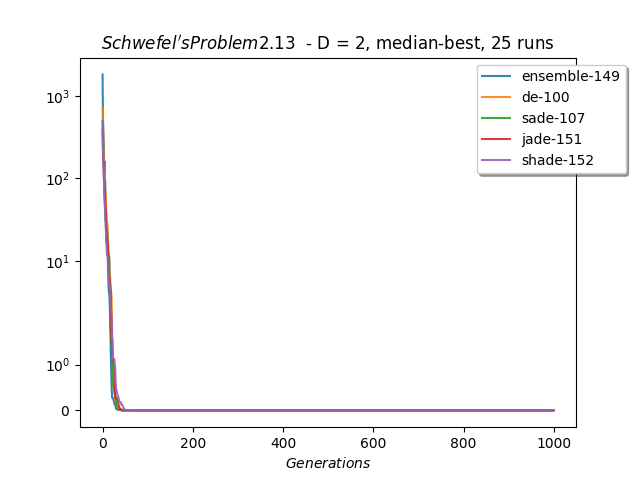 Schwefel'sProblem2.13 - D = 2, median-best, 25 runs
ensemble-149
de-100
sade-107
jade-151
shade-152
10³
10²
10¹
10⁰
0
0 200 400 600 800 1000
Generations